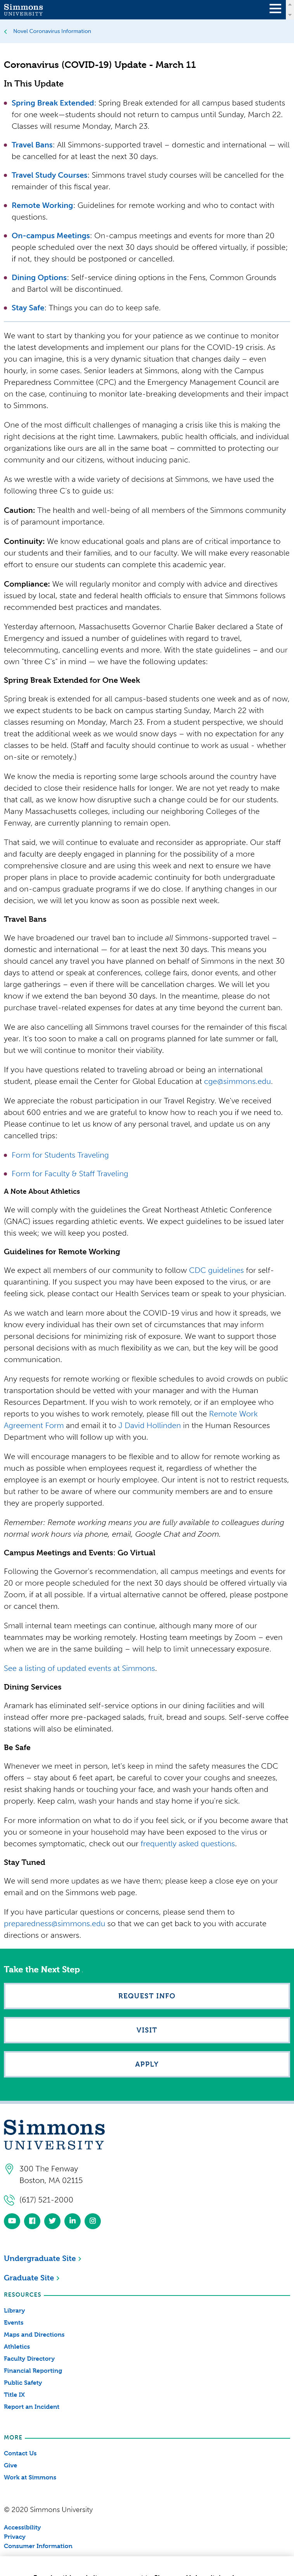 Simmons
UNIVERSITY
Novel Coronavirus Information
Coronavirus (COVID-19) Update - March 11
In This Update
Spring Break Extended: Spring Break extended for all campus based students
for one week—students should not return to campus until Sunday, March 22.
Classes will resume Monday, March 23.
Travel Bans: All Simmons-supported travel – domestic and international — will
be cancelled for at least the next 30 days.
Travel Study Courses: Simmons travel study courses will be cancelled for the
remainder of this fiscal year.
Remote Working: Guidelines for remote working and who to contact with
questions.
On-campus Meetings: On-campus meetings and events for more than 20
people scheduled over the next 30 days should be offered virtually, if possible;
if not, they should be postponed or cancelled.
Dining Options: Self-service dining options in the Fens, Common Grounds
and Bartol will be discontinued.
Stay Safe: Things you can do to keep safe.
We want to start by thanking you for your patience as we continue to monitor
the latest developments and implement our plans for the COVID-19 crisis. As
you can imagine, this is a very dynamic situation that changes daily – even
hourly, in some cases. Senior leaders at Simmons, along with the Campus
Preparedness Committee (CPC) and the Emergency Management Council are
on the case, continuing to monitor late-breaking developments and their impact
to Simmons.
One of the most difficult challenges of managing a crisis like this is making the
right decisions at the right time. Lawmakers, public health officials, and individual
organizations like ours are all in the same boat – committed to protecting our
communities and our citizens, without inducing panic.
As we wrestle with a wide variety of decisions at Simmons, we have used the
following three C's to guide us:
Caution: The health and well-being of all members of the Simmons community
is of paramount importance.
Continuity: We know educational goals and plans are of critical importance to
our students and their families, and to our faculty. We will make every reasonable
effort to ensure our students can complete this academic year.
Compliance: We will regularly monitor and comply with advice and directives
issued by local, state and federal health officials to ensure that Simmons follows
recommended best practices and mandates.
Yesterday afternoon, Massachusetts Governor Charlie Baker declared a State of
Emergency and issued a number of guidelines with regard to travel,
telecommuting, cancelling events and more. With the state guidelines – and our
own "three C's" in mind — we have the following updates:
Spring Break Extended for One Week
Spring beak is extended for all campus-based students one week and as of now,
we expect students to be back on campus starting Sunday, March 22 with
classes resuming on Monday, March 23. From a student perspective, we should
treat the additional week as we would snow days – with no expectation for any
classes to be held. (Staff and faculty should continue to work as usual - whether
on-site or remotely.)
We know the media is reporting some large schools around the country have
decided to close their residence halls for longer. We are not yet ready to make
that call, as we know how disruptive such a change could be for our students.
Many Massachusetts colleges, including our neighboring Colleges of the
Fenway, are currently planning to remain open.
That said, we will continue to evaluate and reconsider as appropriate. Our staff
and faculty are deeply engaged in planning for the possibility of a more
comprehensive closure and are using this next week to ensure we have
proper plans in place to provide academic continuity for both undergraduate
and on-campus graduate programs if we do close. If anything changes in our
decision, we will let you know as soon as possible next week.
Travel Bans
We have broadened our travel ban to include all Simmons-supported travel –
domestic and international — for at least the next 30 days. This means you
should cancel any travel you have planned on behalf of Simmons in the next 30
days to attend or speak at conferences, college fairs, donor events, and other
large gatherings – even if there will be cancellation charges. We will let you
know if we extend the ban beyond 30 days. In the meantime, please do not
purchase travel-related expenses for dates at any time beyond the current ban.
We are also cancelling all Simmons travel courses for the remainder of this fiscal
year. It's too soon to make a call on programs planned for late summer or fall,
but we will continue to monitor their viability.
If you have questions related to traveling abroad or being an international
student, please email the Center for Global Education at cge@simmons.edu.
We appreciate the robust participation in our Travel Registry. We've received
about 600 entries and we are grateful to know how to reach you if we need to.
Please continue to let us know of any personal travel, and update us on any
cancelled trips:
Form for Students Traveling
Form for Faculty & Staff Traveling
A Note About Athletics
We will comply with the guidelines the Great Northeast Athletic Conference
(GNAC) issues regarding athletic events. We expect guidelines to be issued later
this week; we will keep you posted.
Guidelines for Remote Working
We expect all members of our community to follow CDC guidelines for self-
quarantining. If you suspect you may have been exposed to the virus, or are
feeling sick, please contact our Health Services team or speak to your physician.
As we watch and learn more about the COVID-19 virus and how it spreads, we
know every individual has their own set of circumstances that may inform
personal decisions for minimizing risk of exposure. We want to support those
personal decisions with as much flexibility as we can, but the key will be good
communication.
Any requests for remote working or flexible schedules to avoid crowds on public
transportation should be vetted with your manager and with the Human
Resources Department. If you wish to work remotely, or if an employee who
reports to you wishes to work remotely, please fill out the Remote Work
Agreement Form and email it to J David Hollinden in the Human Resources
Department who will follow up with you.
We will encourage managers to be flexible and to allow for remote working as
much as possible when employees request it, regardless of whether the
employee is an exempt or hourly employee. Our intent is not to restrict requests,
but rather to be aware of where our community members are and to ensure
they are properly supported.
Remember: Remote working means you are fully available to colleagues during
normal work hours via phone, email, Google Chat and Zoom.
Campus Meetings and Events: Go Virtual
Following the Governor's recommendation, all campus meetings and events for
20 or more people scheduled for the next 30 days should be offered virtually via
Zoom, if at all possible. If a virtual alternative cannot be offered, please postpone
or cancel them.
Small internal team meetings can continue, although many more of our
teammates may be working remotely. Hosting team meetings by Zoom – even
when we are in the same building – will help to limit unnecessary exposure.
See a listing of updated events at Simmons.
Dining Services
Aramark has eliminated self-service options in our dining facilities and will
instead offer more pre-packaged salads, fruit, bread and soups. Self-serve coffee
stations will also be eliminated.
Be Safe
Whenever we meet in person, let's keep in mind the safety measures the CDC
offers – stay about 6 feet apart, be careful to cover your coughs and sneezes,
resist shaking hands or touching your face, and wash your hands often and
properly. Keep calm, wash your hands and stay home if you're sick.
For more information on what to do if you feel sick, or if you become aware that
you or someone in your household may have been exposed to the virus or
becomes symptomatic, check out our frequently asked questions.
Stay Tuned
We will send more updates as we have them; please keep a close eye on your
email and on the Simmons web page.
If you have particular questions or concerns, please send them to
preparedness@simmons.edu so that we can get back to you with accurate
directions or answers.
Take the Next Step
REQUEST INFO
VISIT
APPLY
Simmons
UNIVERSITY
300 The Fenway
Boston, MA 02115
(617) 521-2000
Undergraduate Site
Graduate Site
RESOURCES
Library
Events
Maps and Directions
Athletics
Faculty Directory
Financial Reporting
Public Safety
Title IX
Report an Incident
MORE
Contact Us
Give
Work at Simmons
© 2020 Simmons University
Accessibility
Privacy
Consumer Information